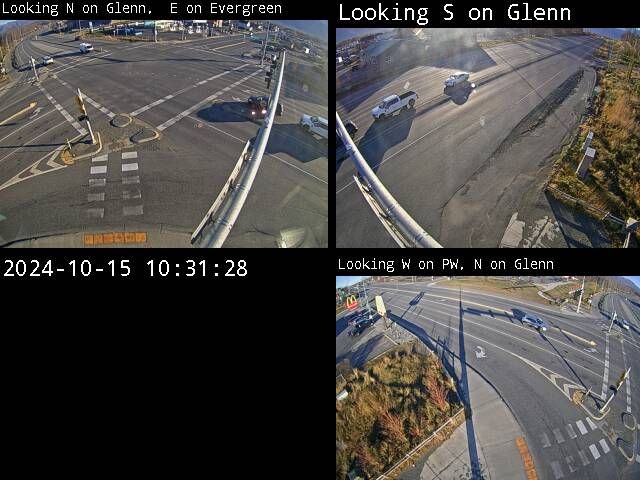 Looking N on Glenn, E on Evergreen
Looking S on Glenn
2024-10-15 10:31:28
Looking W on PW, N on Glenn